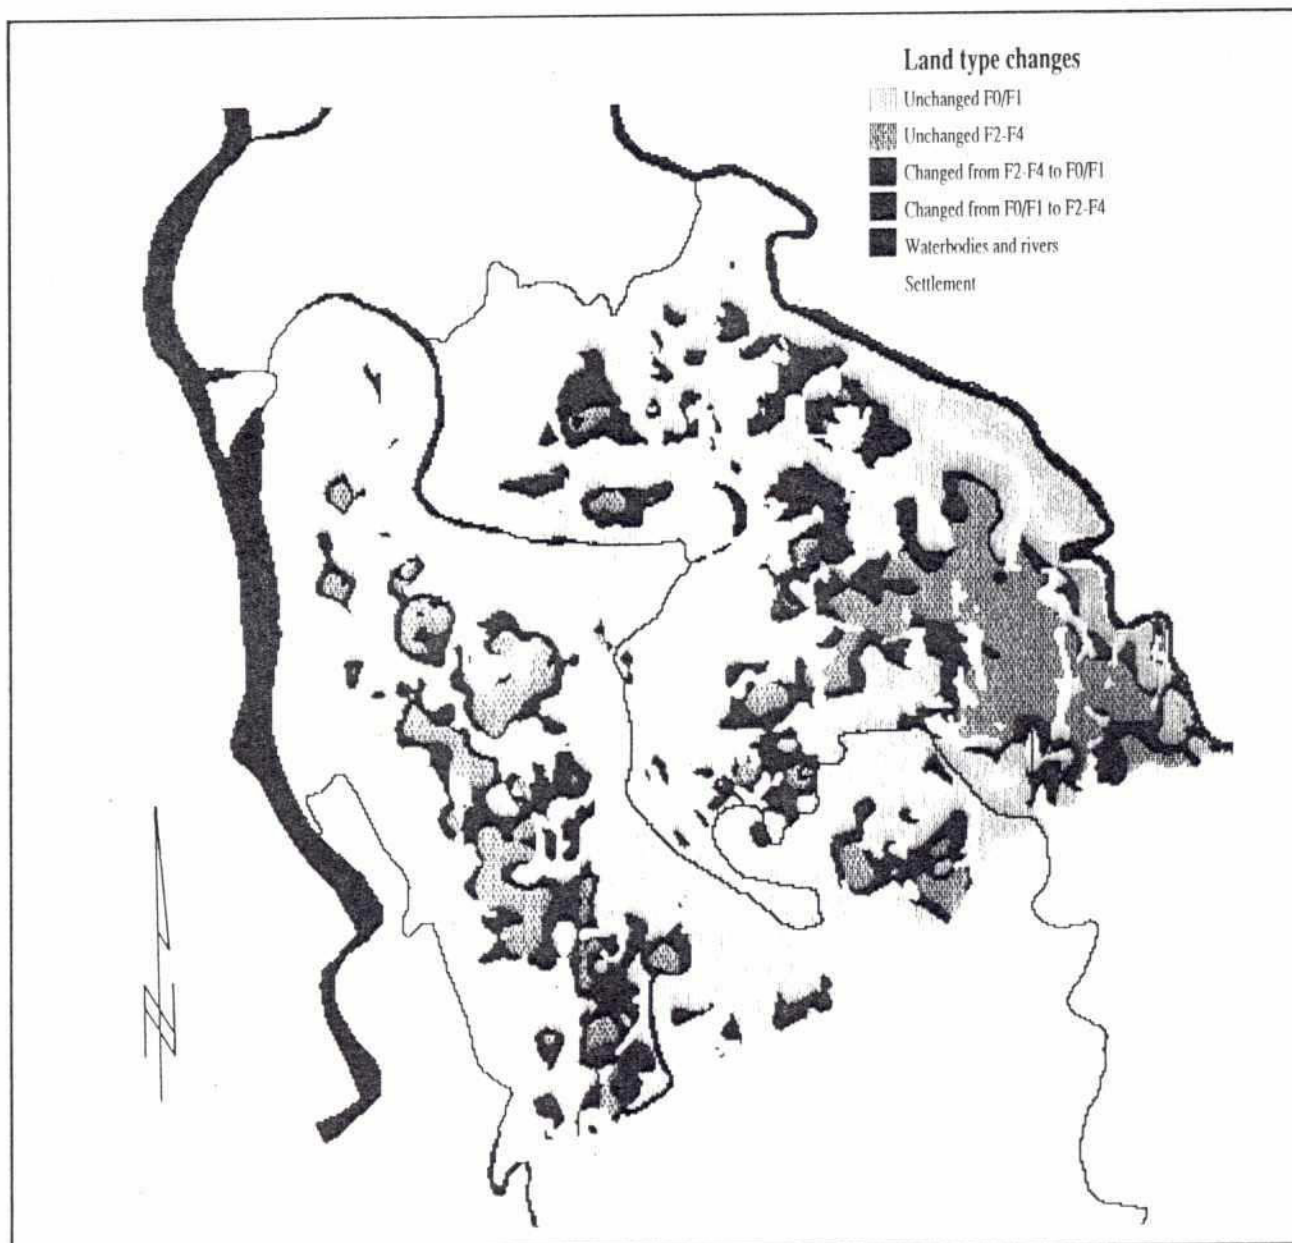 Land type changes
Unchanged F0/F1
Unchanged F2-F4
Changed from F2-F4 to F0/F1
Changed from F0/F1 to F2-F4
Waterbodies and rivers
Settlement